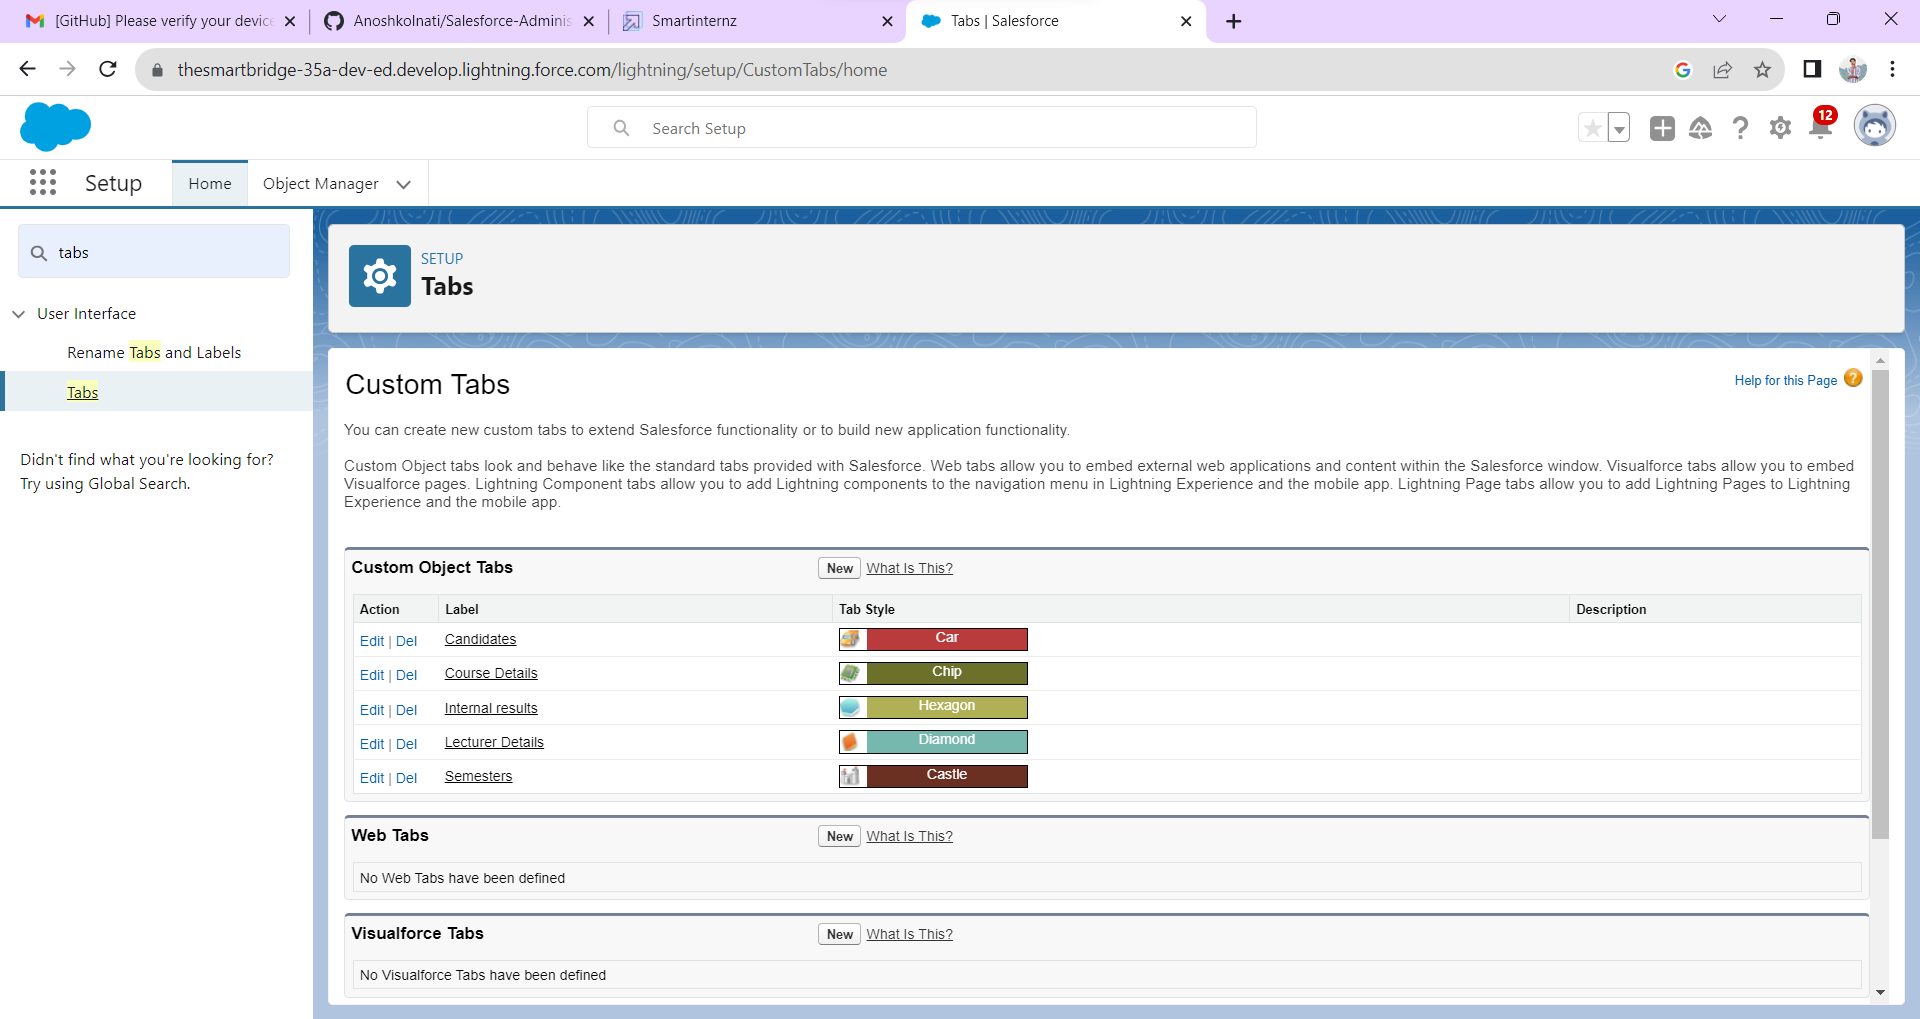 [GitHub] Please verify your device
Anoshkolnati/Salesforce-Adminis
Smartinternz
Tabs | Salesforce
thesmartbridge-35a-dev-ed.develop.lightning.force.com/lightning/setup/CustomTabs/home
Search Setup
12
Setup
Home
Object Manager
tabs
User Interface
Rename Tabs and Labels
Tabs
Didn't find what you're looking for?
Try using Global Search.
SETUP
Tabs
Custom Tabs
Help for this Page
You can create new custom tabs to extend Salesforce functionality or to build new application functionality.
Custom Object tabs look and behave like the standard tabs provided with Salesforce. Web tabs allow you to embed external web applications and content within the Salesforce window. Visualforce tabs allow you to embed
Visualforce pages. Lightning Component tabs allow you to add Lightning components to the navigation menu in Lightning Experience and the mobile app. Lightning Page tabs allow you to add Lightning Pages to Lightning
Experience and the mobile app.
Custom Object Tabs New What Is This?
Action Label Tab Style Description
Edit | Del Candidates Car
Edit | Del Course Details Chip
Edit | Del Internal results Hexagon
Edit | Del Lecturer Details Diamond
Edit | Del Semesters Castle
Web Tabs New What Is This?
No Web Tabs have been defined
Visualforce Tabs New What Is This?
No Visualforce Tabs have been defined